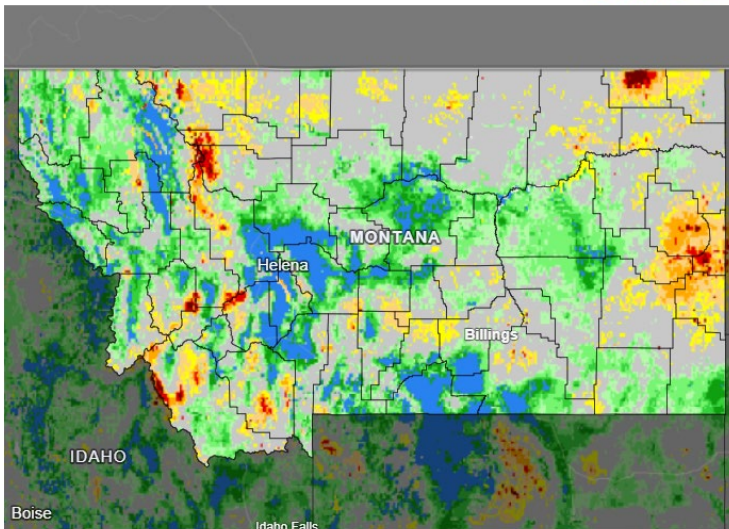 MONTANA
Helena
Billings
IDAHO
Boise
Idaho Falls